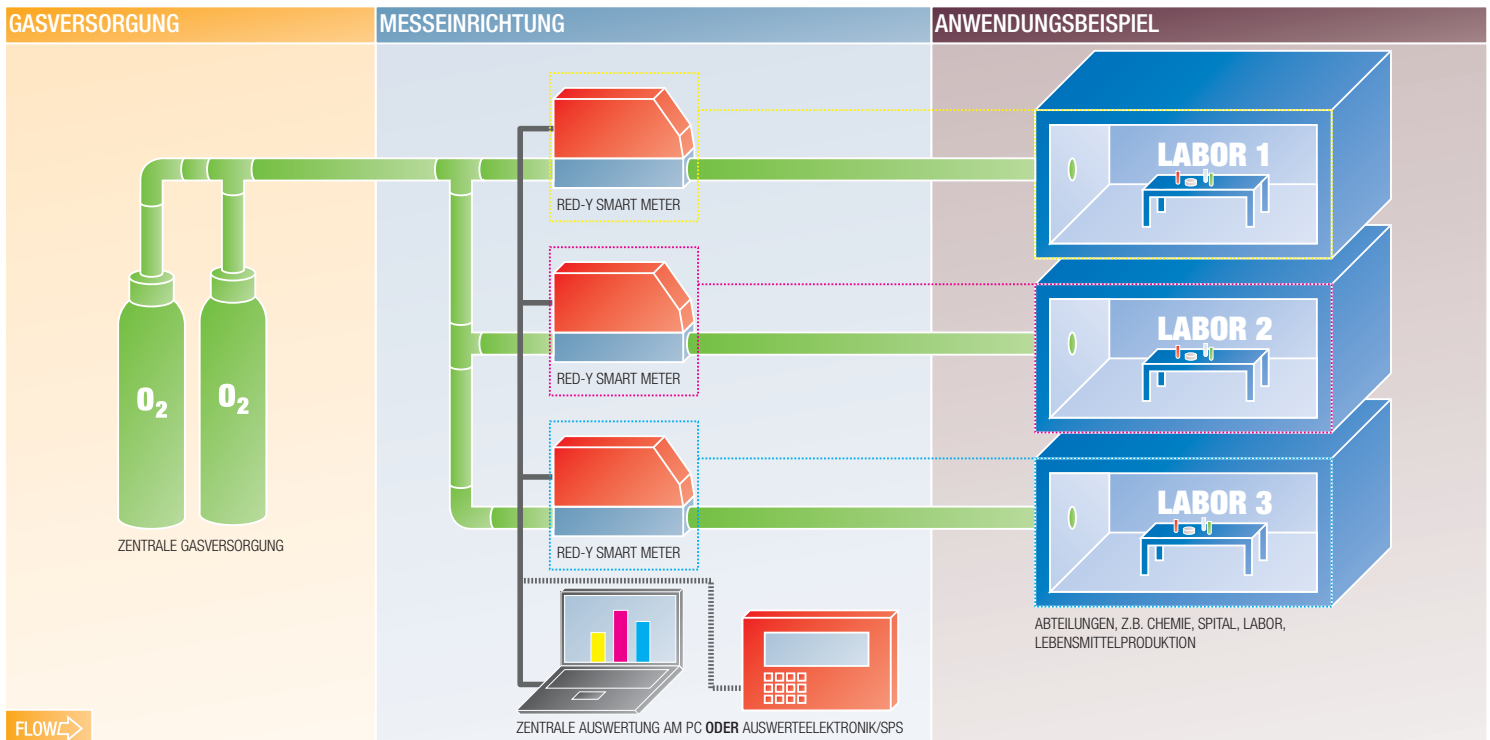 GASVERSORGUNG
MESSEINRICHTUNG
ANWENDUNGSBEISPIEL
LABOR 1
RED-Y SMART METER
LABOR 2
RED-Y SMART METER
O₂
O₂
LABOR 3
RED-Y SMART METER
ZENTRALE GASVERSORGUNG
ABTEILUNGEN, Z.B. CHEMIE, SPITAL, LABOR,
LEBENSMITTELPRODUKTION
FLOW
ZENTRALE AUSWERTUNG AM PC ODER AUSWERTEELEKTRONIK/SPS